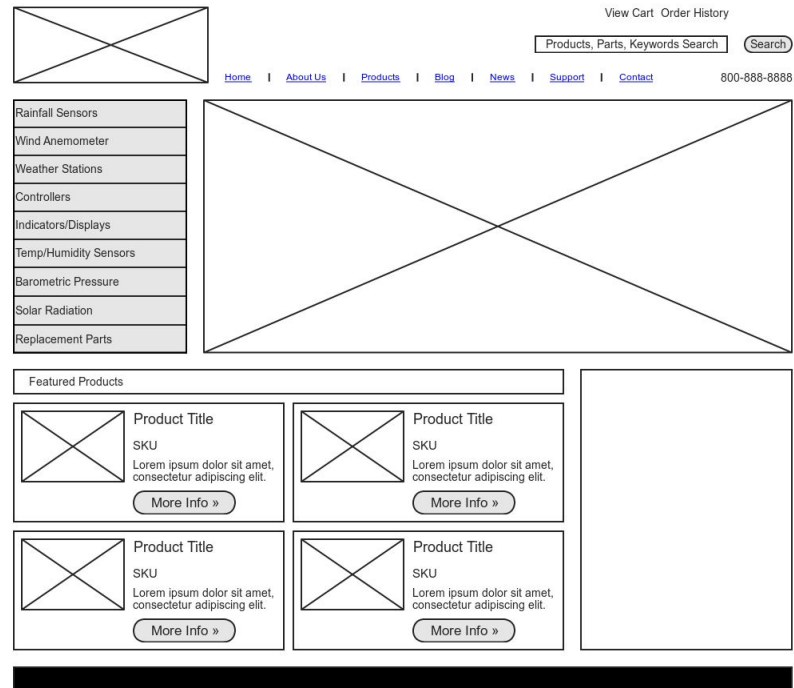 View Cart Order History
Products, Parts, Keywords Search Search
Home | About Us | Products | Blog | News | Support | Contact 800-888-8888
Rainfall Sensors
Wind Anemometer
Weather Stations
Controllers
Indicators/Displays
Temp/Humidity Sensors
Barometric Pressure
Solar Radiation
Replacement Parts
Featured Products
Product Title
SKU
Lorem ipsum dolor sit amet,
consectetur adipiscing elit.
More Info »
Product Title
SKU
Lorem ipsum dolor sit amet,
consectetur adipiscing elit.
More Info »
Product Title
SKU
Lorem ipsum dolor sit amet,
consectetur adipiscing elit.
More Info »
Product Title
SKU
Lorem ipsum dolor sit amet,
consectetur adipiscing elit.
More Info »